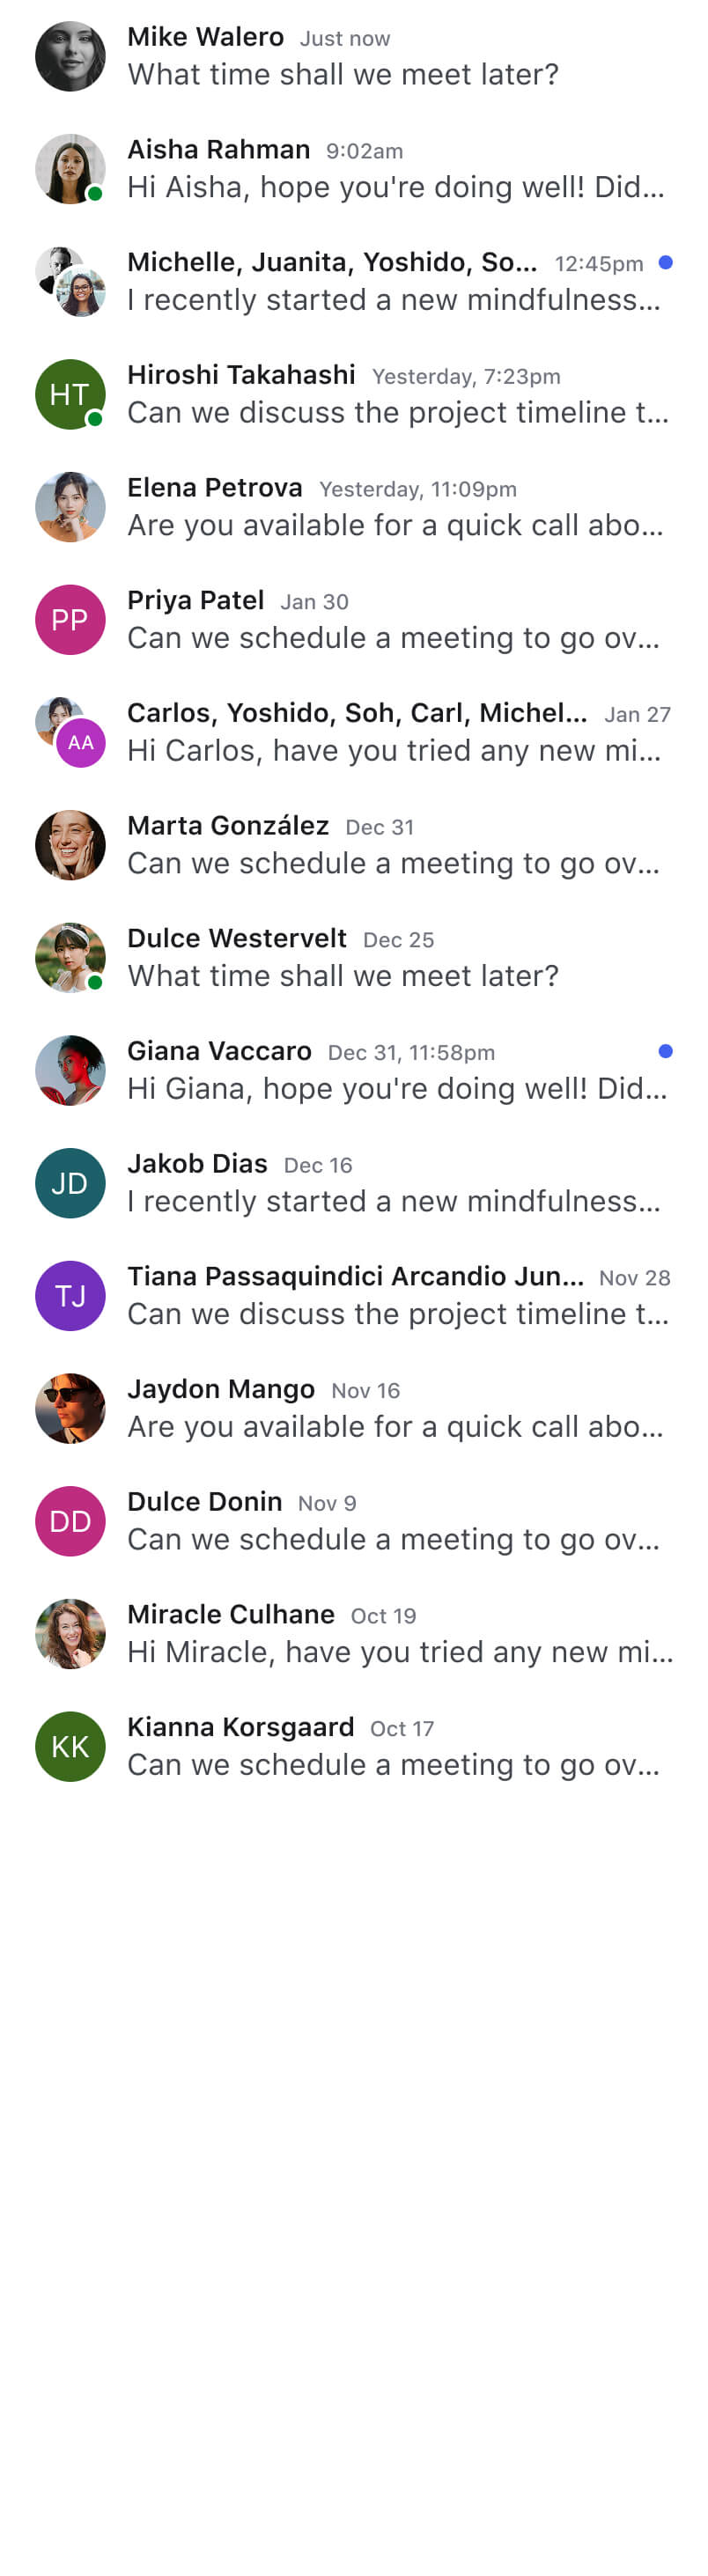 Mike Walero Just now
What time shall we meet later?
Aisha Rahman 9:02am
Hi Aisha, hope you're doing well! Did...
Michelle, Juanita, Yoshido, So... 12:45pm
I recently started a new mindfulness...
HT
Hiroshi Takahashi Yesterday, 7:23pm
Can we discuss the project timeline t...
Elena Petrova Yesterday, 11:09pm
Are you available for a quick call abo...
PP
Priya Patel Jan 30
Can we schedule a meeting to go ov...
AA
Carlos, Yoshido, Soh, Carl, Michel... Jan 27
Hi Carlos, have you tried any new mi...
Marta González Dec 31
Can we schedule a meeting to go ov...
Dulce Westervelt Dec 25
What time shall we meet later?
Giana Vaccaro Dec 31, 11:58pm
Hi Giana, hope you're doing well! Did...
JD
Jakob Dias Dec 16
I recently started a new mindfulness...
TJ
Tiana Passaquindici Arcandio Jun... Nov 28
Can we discuss the project timeline t...
Jaydon Mango Nov 16
Are you available for a quick call abo...
DD
Dulce Donin Nov 9
Can we schedule a meeting to go ov...
Miracle Culhane Oct 19
Hi Miracle, have you tried any new mi...
KK
Kianna Korsgaard Oct 17
Can we schedule a meeting to go ov...